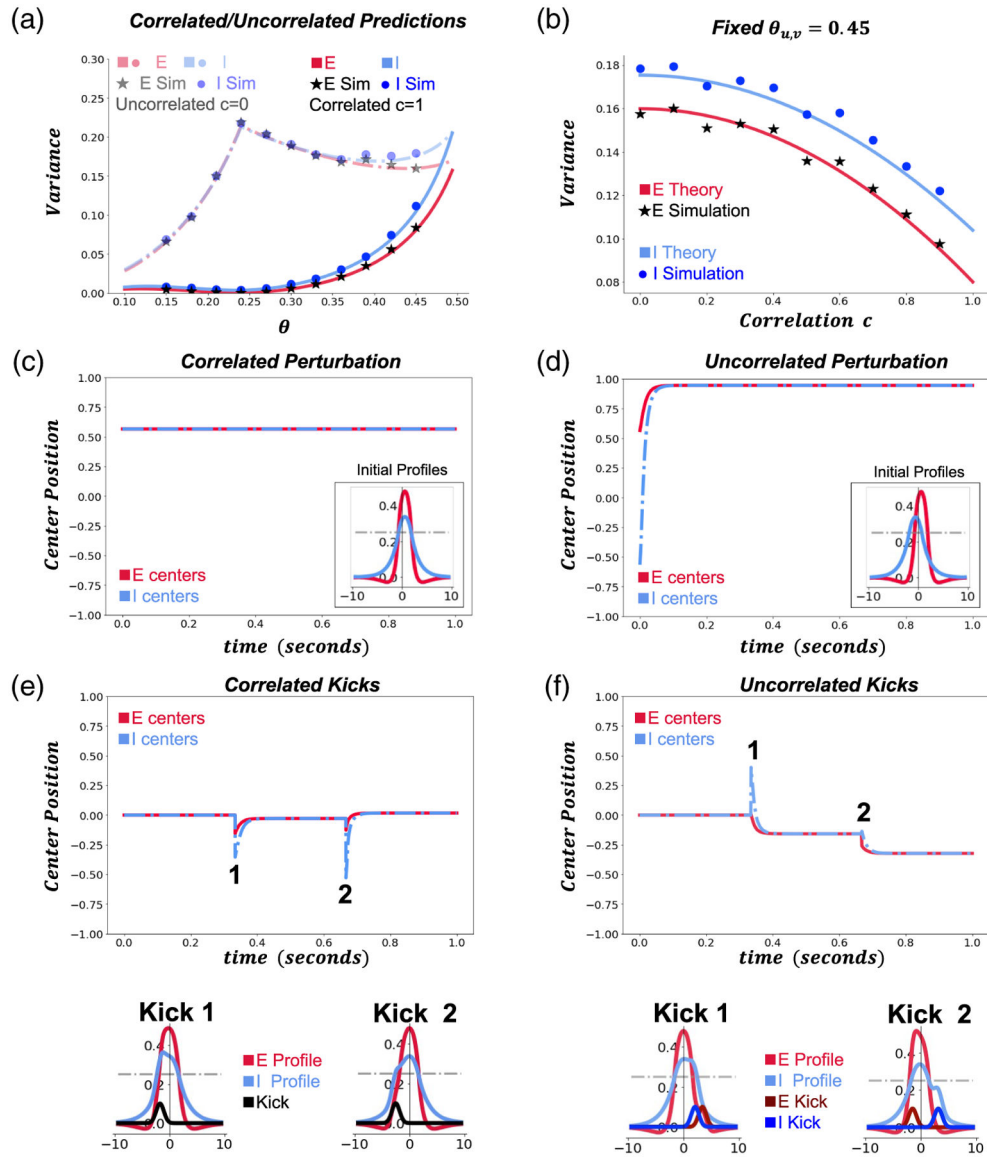 (a)
Correlated/Uncorrelated Predictions
E I
E Sim I Sim
Uncorrelated c=0
E I
E Sim I Sim
Correlated c=1
Variance
0.30
0.25
0.20
0.15
0.10
0.05
0.00
0.10 0.15 0.20 0.25 0.30 0.35 0.40 0.45 0.50
θ
(b)
Fixed θu,v = 0.45
Variance
0.18
0.16
0.14
0.12
0.10
0.08
E Theory
E Simulation
I Theory
I Simulation
0.0 0.2 0.4 0.6 0.8 1.0
Correlation c
(c)
Correlated Perturbation
Center Position
1.00
0.75
0.50
0.25
0.00
−0.25
−0.50
−0.75
−1.00
E centers
I centers
Initial Profiles
0.4
0.2
0.0
−10 0 10
0.0 0.2 0.4 0.6 0.8 1.0
time (seconds)
(d)
Uncorrelated Perturbation
Center Position
1.00
0.75
0.50
0.25
0.00
−0.25
−0.50
−0.75
−1.00
E centers
I centers
Initial Profiles
0.4
0.2
0.0
−10 0 10
0.0 0.2 0.4 0.6 0.8 1.0
time (seconds)
(e)
Correlated Kicks
Center Position
1.00
0.75
0.50
0.25
0.00
−0.25
−0.50
−0.75
−1.00
E centers
I centers
1
2
0.0 0.2 0.4 0.6 0.8 1.0
time (seconds)
(f)
Uncorrelated Kicks
Center Position
1.00
0.75
0.50
0.25
0.00
−0.25
−0.50
−0.75
−1.00
E centers
I centers
1
2
0.0 0.2 0.4 0.6 0.8 1.0
time (seconds)
Kick 1
0.4
0.2
0.0
−10 0 10
E Profile
I Profile
Kick
Kick 2
0.4
0.2
0.0
−10 0 10
Kick 1
0.4
0.2
0.0
−10 0 10
E Profile
I Profile
E Kick
I Kick
Kick 2
0.4
0.2
0.0
−10 0 10